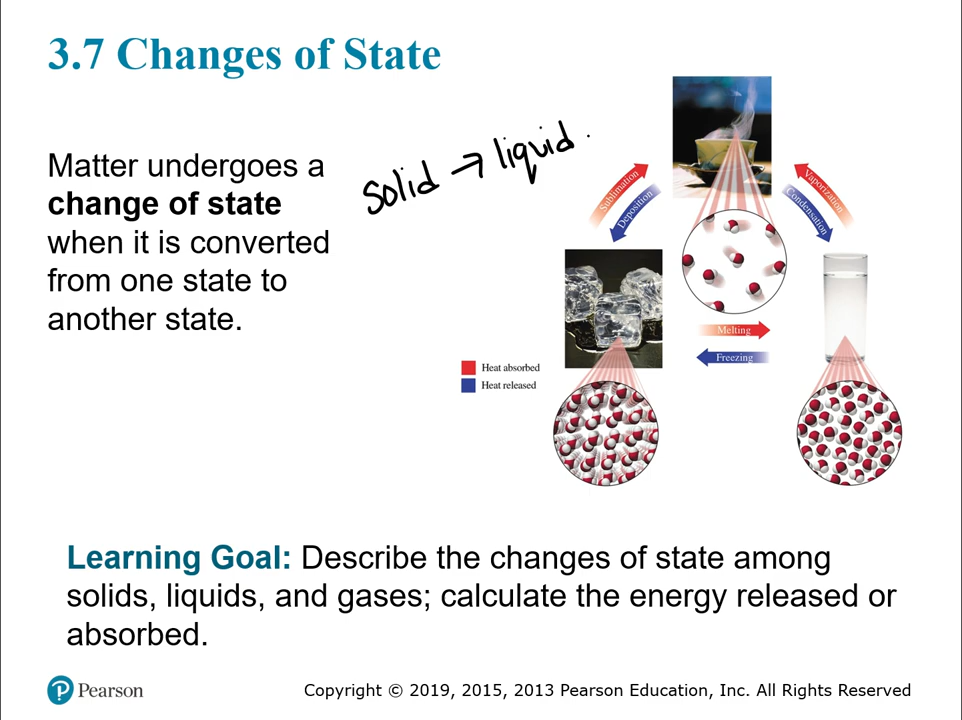 3.7 Changes of State
Matter undergoes a
change of state
when it is converted
from one state to
another state.
solid → liquid
Sublimation
Deposition
Vaporization
Condensation
Melting
Freezing
Heat absorbed
Heat released
Learning Goal: Describe the changes of state among
solids, liquids, and gases; calculate the energy released or
absorbed.
P Pearson
Copyright © 2019, 2015, 2013 Pearson Education, Inc. All Rights Reserved